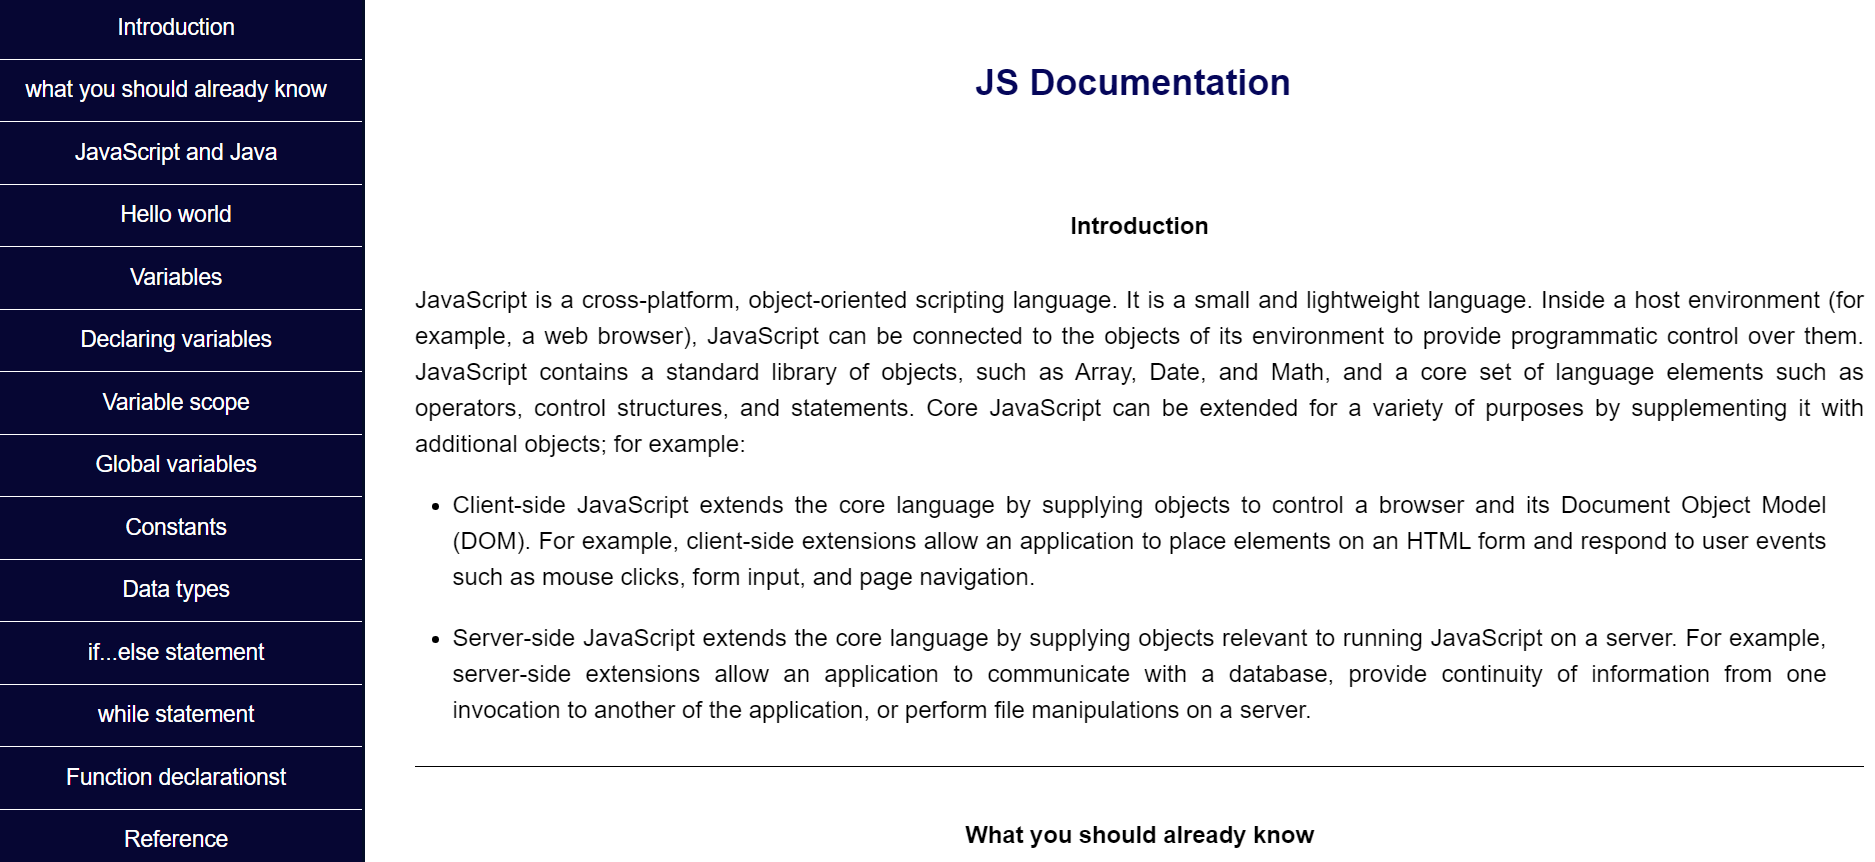 Introduction
what you should already know
JavaScript and Java
Hello world
Variables
Declaring variables
Variable scope
Global variables
Constants
Data types
if...else statement
while statement
Function declarationst
Reference
JS Documentation
Introduction
JavaScript is a cross-platform, object-oriented scripting language. It is a small and lightweight language. Inside a host environment (for
example, a web browser), JavaScript can be connected to the objects of its environment to provide programmatic control over them.
JavaScript contains a standard library of objects, such as Array, Date, and Math, and a core set of language elements such as
operators, control structures, and statements. Core JavaScript can be extended for a variety of purposes by supplementing it with
additional objects; for example:
• Client-side JavaScript extends the core language by supplying objects to control a browser and its Document Object Model
(DOM). For example, client-side extensions allow an application to place elements on an HTML form and respond to user events
such as mouse clicks, form input, and page navigation.
• Server-side JavaScript extends the core language by supplying objects relevant to running JavaScript on a server. For example,
server-side extensions allow an application to communicate with a database, provide continuity of information from one
invocation to another of the application, or perform file manipulations on a server.
What you should already know